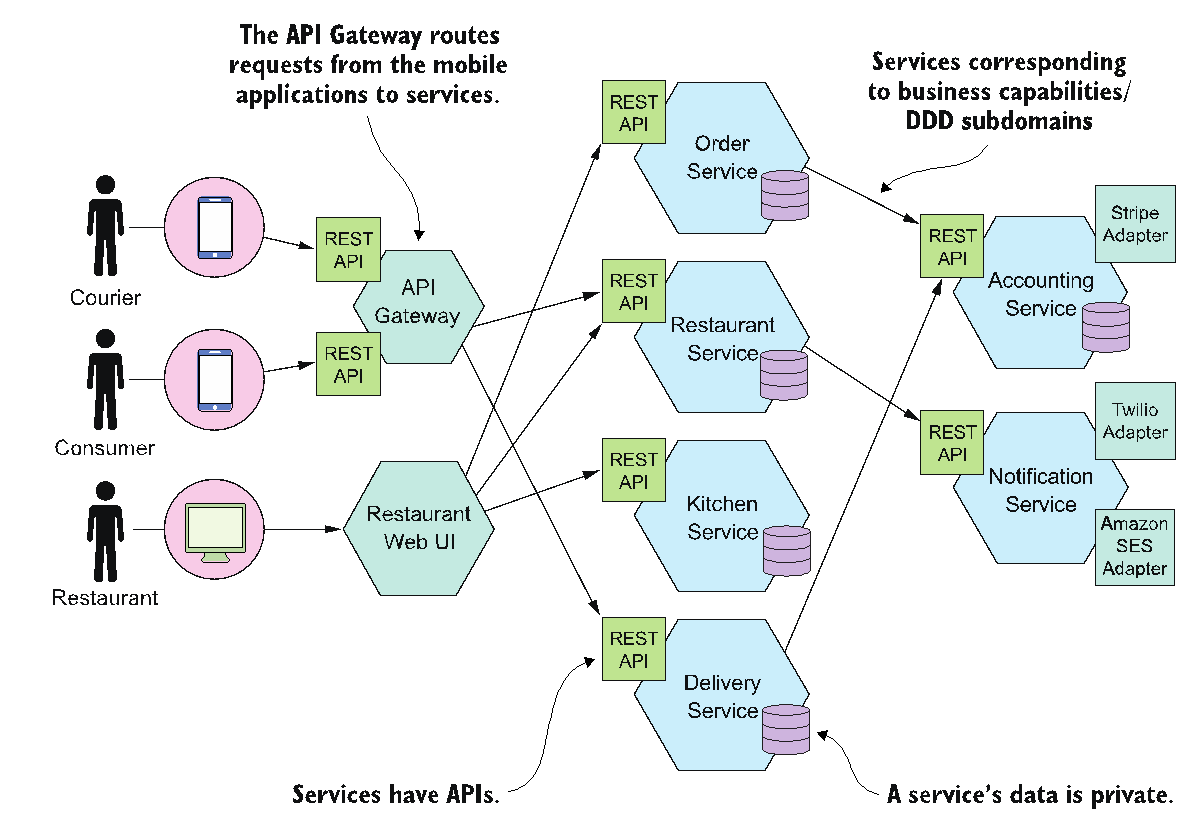 The API Gateway routes
requests from the mobile
applications to services.
Services corresponding
to business capabilities/
DDD subdomains
REST
API
Order
Service
Courier
REST
API
API
Gateway
REST
API
Consumer
REST
API
Restaurant
Service
REST
API
Accounting
Service
Stripe
Adapter
Restaurant
Restaurant
Web UI
REST
API
Kitchen
Service
REST
API
Notification
Service
Twilio
Adapter
Amazon
SES
Adapter
REST
API
Delivery
Service
Services have APIs.
A service's data is private.